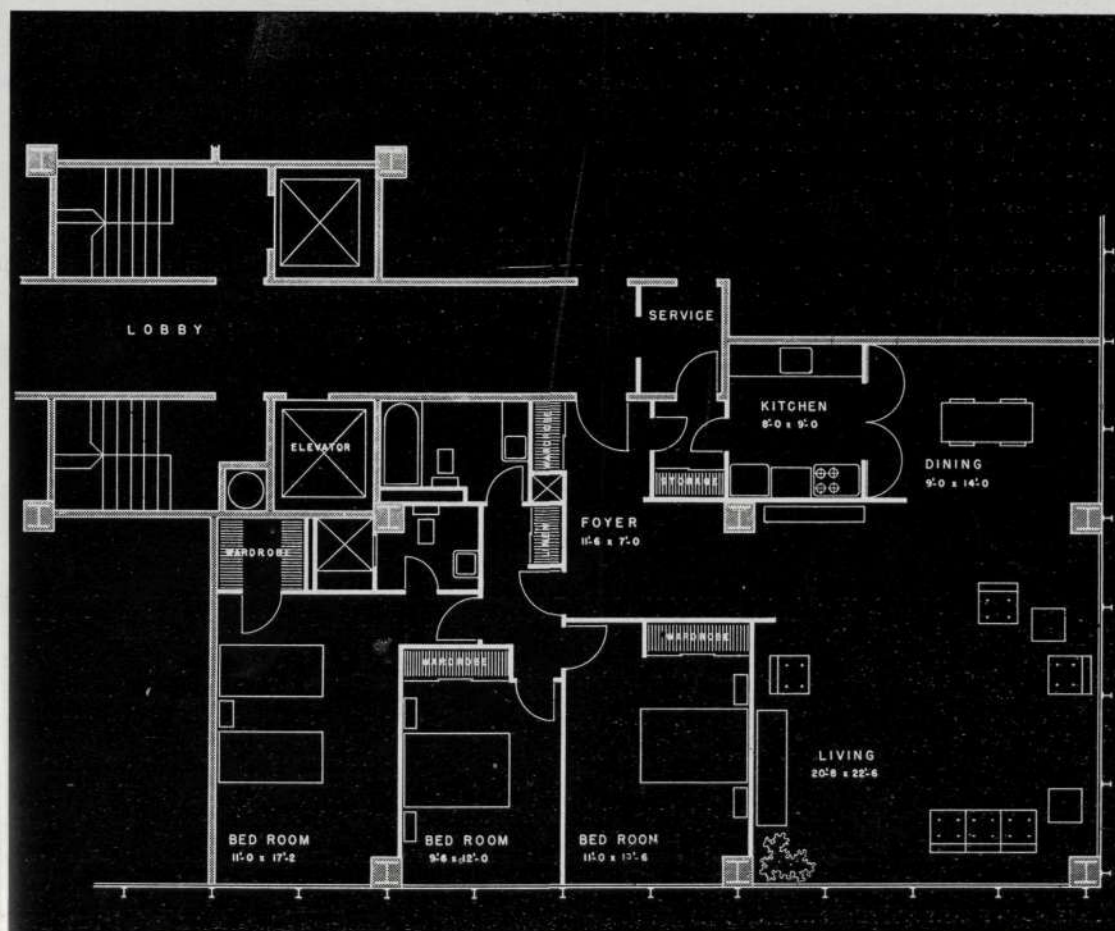 LOBBY
SERVICE
KITCHEN
8'-0 x 9'-0
ELEVATOR
WARDROBE
STORAGE
DINING
9'-0 x 14'-0
FOYER
11'-6 x 7'-0
LINEN
WARDROBE
WARDROBE
WARDROBE
LIVING
20'-8 x 22'-6
BED ROOM
11'-0 x 17'-2
BED ROOM
9'-6 x 12'-0
BED ROOM
11'-0 x